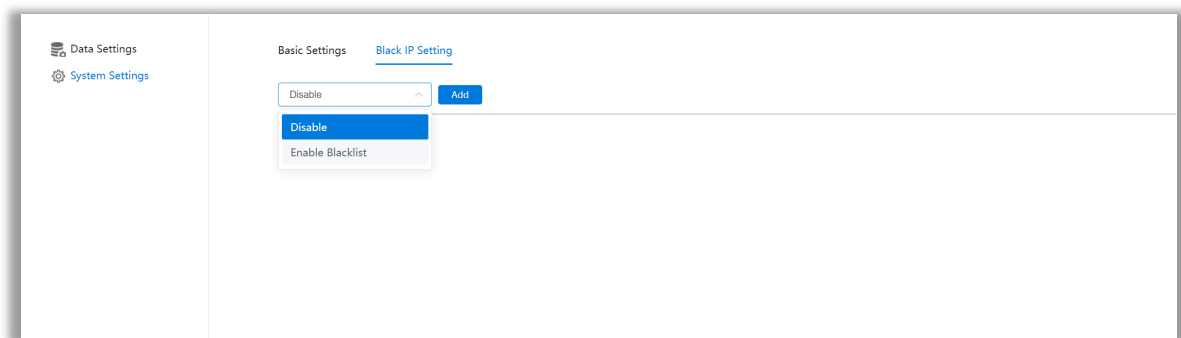 Data Settings
System Settings
Basic Settings Black IP Setting
Disable Add
Disable
Enable Blacklist